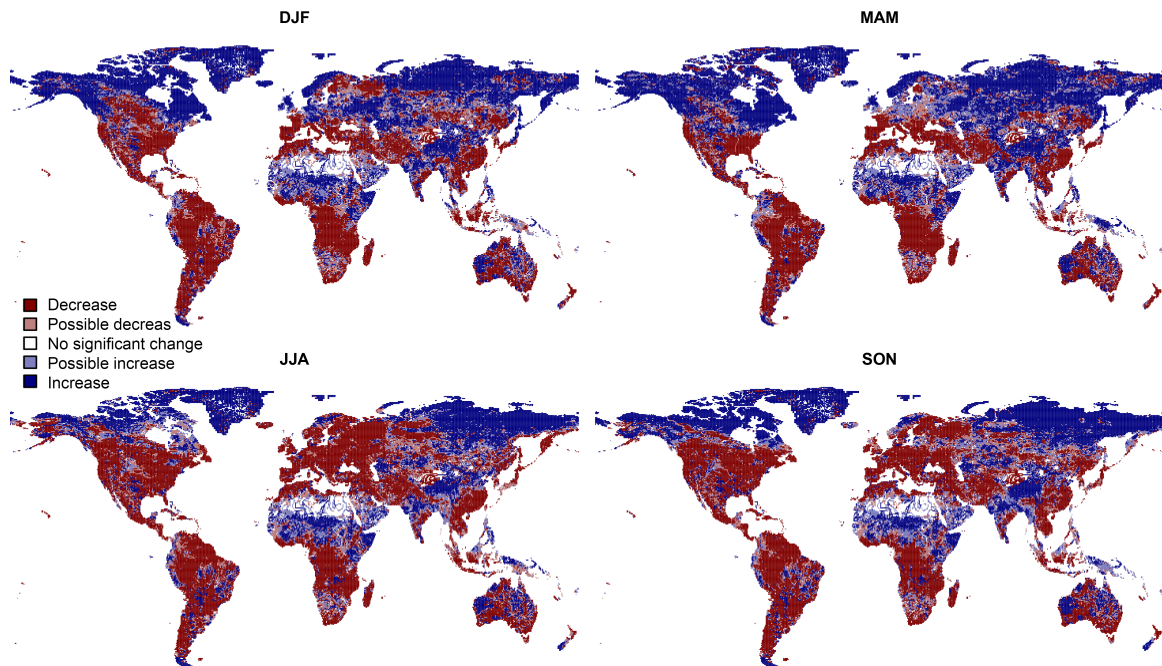 DJF
MAM
Decrease
Possible decreas
No significant change
Possible increase
Increase
JJA
SON